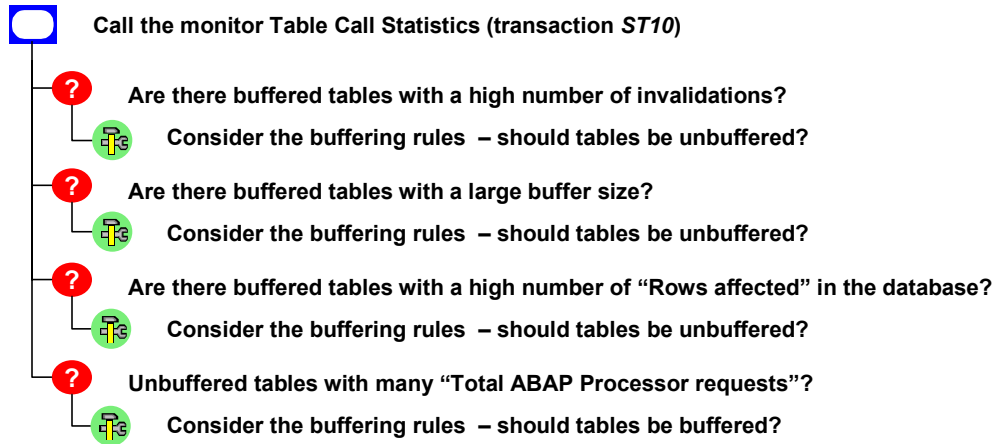 Call the monitor Table Call Statistics (transaction ST10)
?
Are there buffered tables with a high number of invalidations?
Consider the buffering rules – should tables be unbuffered?
?
Are there buffered tables with a large buffer size?
Consider the buffering rules – should tables be unbuffered?
?
Are there buffered tables with a high number of “Rows affected” in the database?
Consider the buffering rules – should tables be unbuffered?
?
Unbuffered tables with many “Total ABAP Processor requests”?
Consider the buffering rules – should tables be buffered?